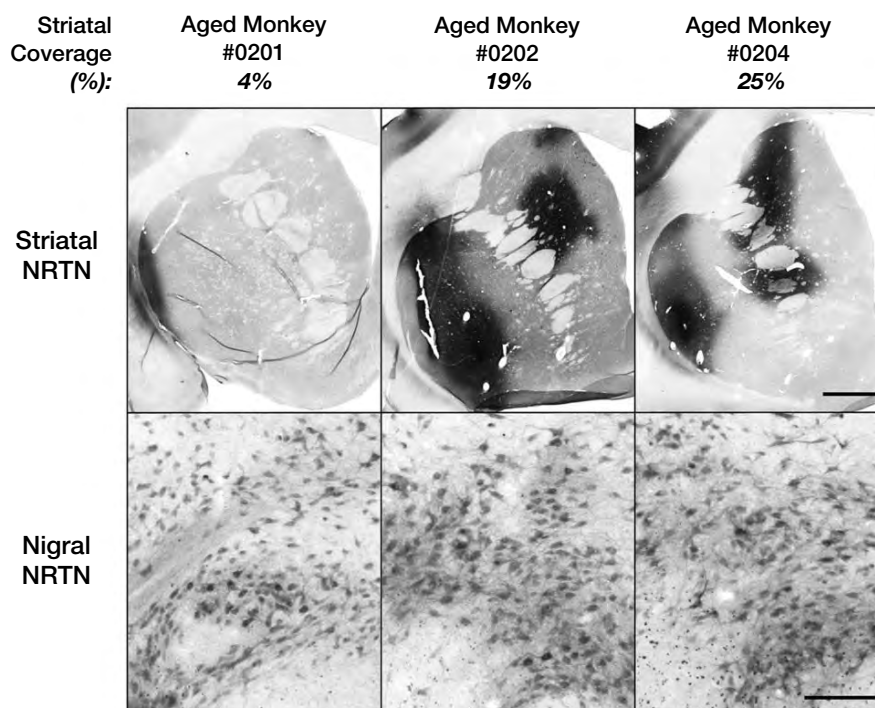 Striatal
Coverage
(%):
Aged Monkey
#0201
4%
Aged Monkey
#0202
19%
Aged Monkey
#0204
25%
Striatal
NRTN
Nigral
NRTN